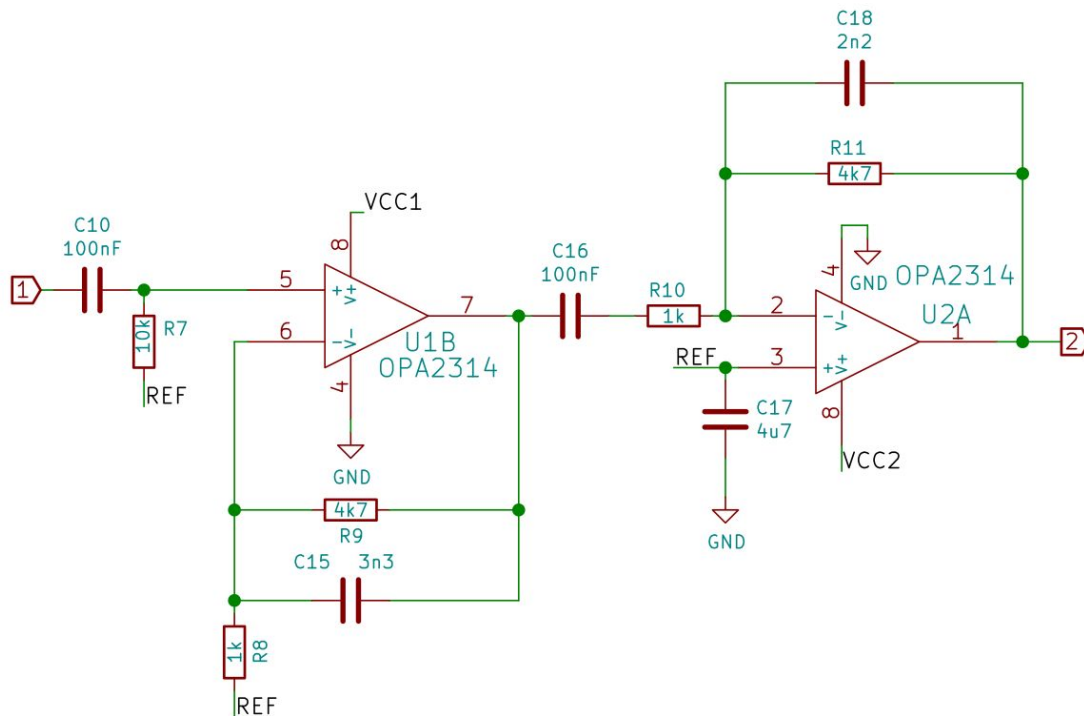 C18
2n2
R11
4k7
VCC1
C10
100nF
8
C16
100nF
4
GND
OPA2314
U2A
1
5
+
V+
7
R10
1k
2
-
V-
10k
R7
6
-
V-
U1B
OPA2314
1
2
REF
REF
3
+
V+
4
8
C17
4u7
GND
VCC2
4k7
R9
GND
C15
3n3
1k
R8
REF